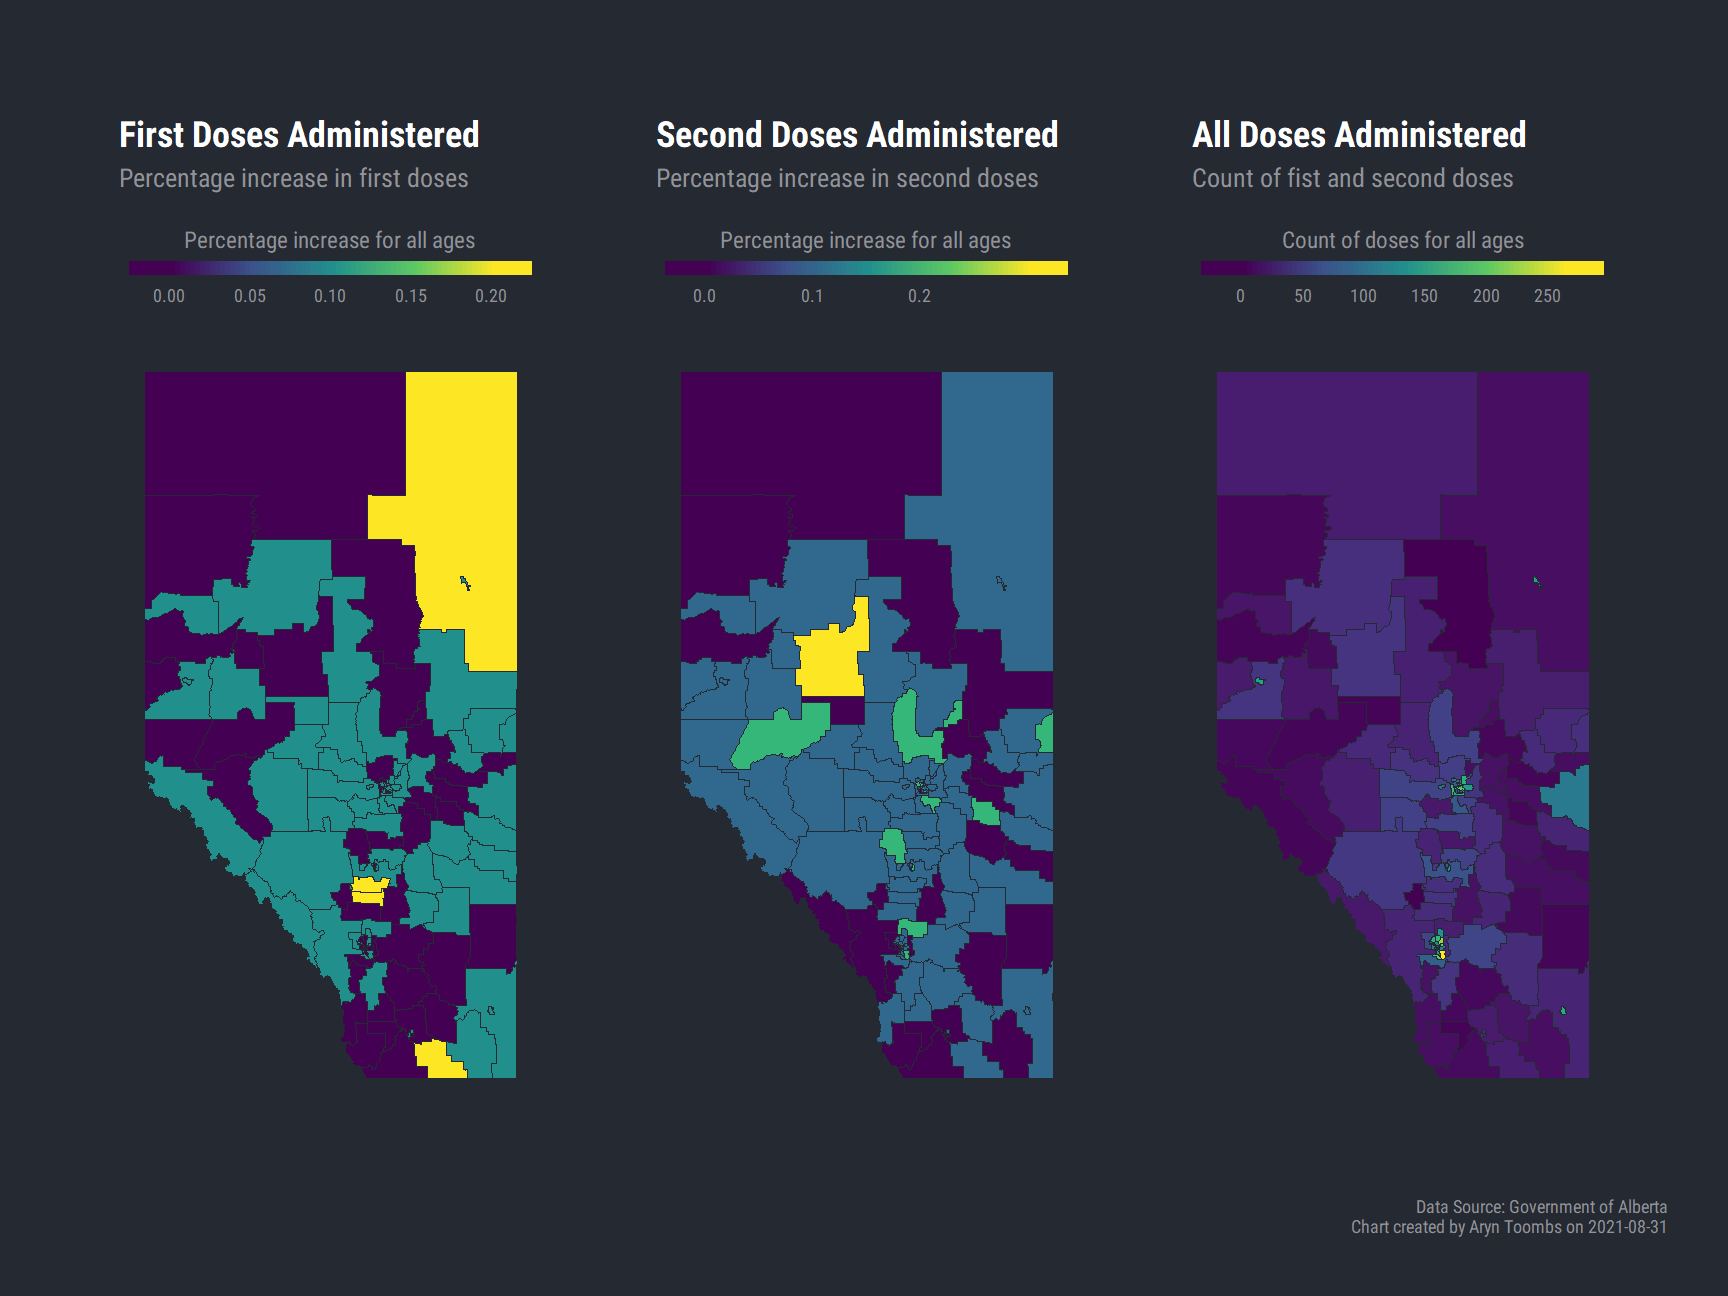 First Doses Administered
Percentage increase in first doses
Percentage increase for all ages
0.00 0.05 0.10 0.15 0.20
Second Doses Administered
Percentage increase in second doses
Percentage increase for all ages
0.0 0.1 0.2
All Doses Administered
Count of fist and second doses
Count of doses for all ages
0 50 100 150 200 250
Data Source: Government of Alberta
Chart created by Aryn Toombs on 2021-08-31